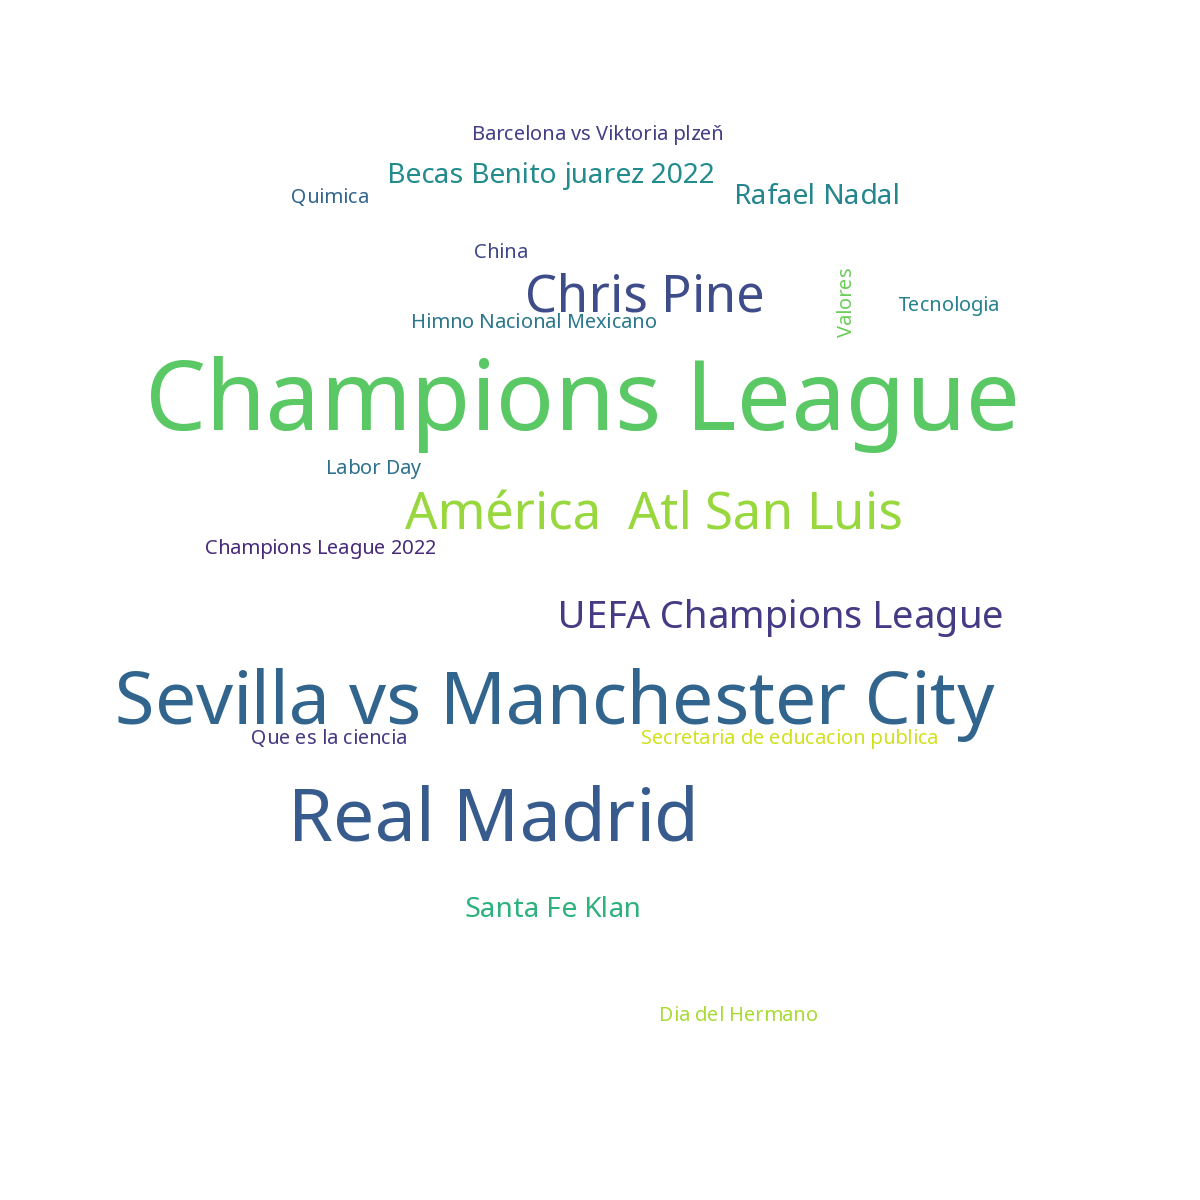 Barcelona vs Viktoria plzeň
Becas Benito juarez 2022
Quimica
Rafael Nadal
China
Chris Pine
Valores
Tecnologia
Himno Nacional Mexicano
Champions League
Labor Day
América  Atl San Luis
Champions League 2022
UEFA Champions League
Sevilla vs Manchester City
Que es la ciencia
Secretaria de educacion publica
Real Madrid
Santa Fe Klan
Dia del Hermano